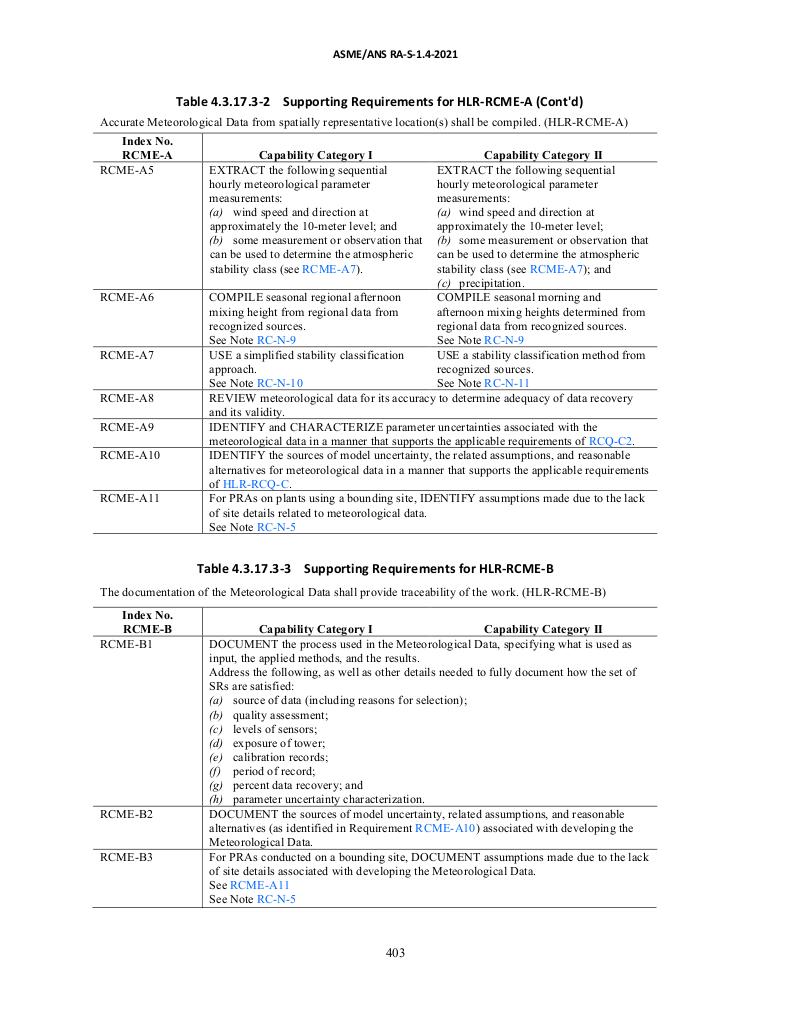 ASME/ANS RA-S-1.4-2021
Table 4.3.17.3-2 Supporting Requirements for HLR-RCME-A (Cont'd)
Accurate Meteorological Data from spatially representative location(s) shall be compiled. (HLR-RCME-A)
Index No.
RCME-A
Capability Category I
Capability Category II
RCME-A5
EXTRACT the following sequential
hourly meteorological parameter
measurements:
(a) wind speed and direction at
approximately the 10-meter level; and
(b) some measurement or observation that
can be used to determine the atmospheric
stability class (see RCME-A7).
EXTRACT the following sequential
hourly meteorological parameter
measurements:
(a) wind speed and direction at
approximately the 10-meter level;
(b) some measurement or observation that
can be used to determine the atmospheric
stability class (see RCME-A7); and
(c) precipitation.
RCME-A6
COMPILE seasonal regional afternoon
mixing height from regional data from
recognized sources.
See Note RC-N-9
COMPILE seasonal morning and
afternoon mixing heights determined from
regional data from recognized sources.
See Note RC-N-9
RCME-A7
USE a simplified stability classification
approach.
See Note RC-N-10
USE a stability classification method from
recognized sources.
See Note RC-N-11
RCME-A8
REVIEW meteorological data for its accuracy to determine adequacy of data recovery
and its validity.
RCME-A9
IDENTIFY and CHARACTERIZE parameter uncertainties associated with the
meteorological data in a manner that supports the applicable requirements of RCQ-C2.
RCME-A10
IDENTIFY the sources of model uncertainty, the related assumptions, and reasonable
alternatives for meteorological data in a manner that supports the applicable requirements
of HLR-RCQ-C.
RCME-A11
For PRAs on plants using a bounding site, IDENTIFY assumptions made due to the lack
of site details related to meteorological data.
See Note RC-N-5
Table 4.3.17.3-3 Supporting Requirements for HLR-RCME-B
The documentation of the Meteorological Data shall provide traceability of the work. (HLR-RCME-B)
Index No.
RCME-B
Capability Category I
Capability Category II
RCME-B1
DOCUMENT the process used in the Meteorological Data, specifying what is used as
input, the applied methods, and the results.
Address the following, as well as other details needed to fully document how the set of
SRs are satisfied:
(a) source of data (including reasons for selection);
(b) quality assessment;
(c) levels of sensors;
(d) exposure of tower;
(e) calibration records;
(f) period of record;
(g) percent data recovery; and
(h) parameter uncertainty characterization.
RCME-B2
DOCUMENT the sources of model uncertainty, related assumptions, and reasonable
alternatives (as identified in Requirement RCME-A10) associated with developing the
Meteorological Data.
RCME-B3
For PRAs conducted on a bounding site, DOCUMENT assumptions made due to the lack
of site details associated with developing the Meteorological Data.
See RCME-A11
See Note RC-N-5
403